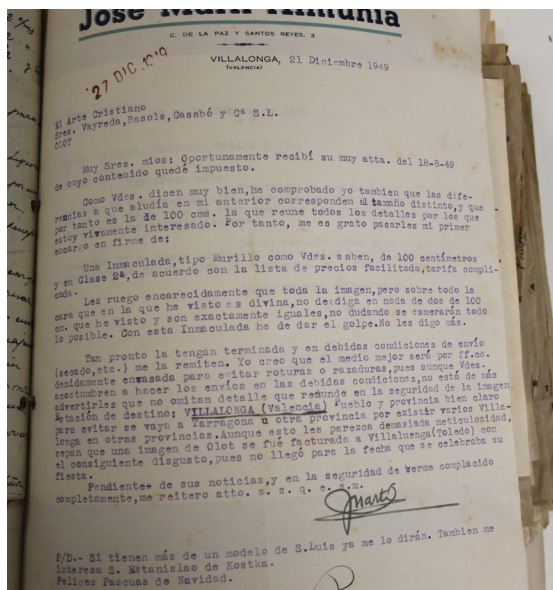 José Martí Almunia
C. DE LA PAZ Y SANTOS REYES, 3
VILLALONGA, 21 Diciembre 1949
(VALENCIA)
27 DIC. 1949
El Arte Cristiano
Sres. Vayreda,Basols,Casabó y Cª S.L.
OLOT
Muy Sres. mios: Oportunamente recibí su muy atta. del 18-8-49
de cuyo contenido quedé impuesto.
Como Vdes. dicen muy bien,he comprobado yo tambien que las dife-
rencias a que aludía en mi anterior corresponden al tamaño distinto,y que
por tanto es la de 100 cms. la que reune todos los detalles por los que
estoy vivamente interesado. Por tanto, me es grato pasarles mi primer
encargo en firme de:
Una Inmaculada,tipo Murillo como Vdes. saben, de 100 centímetros
y en Clase 2ª,de acuerdo con la lista de precios facilitada,tarifa compli-
cada.
Les ruego encarecidamente que toda la imagen,pero sobre todo la
cara que en la que he visto es divina,no desdiga en nada de dos de 100
cm. que he visto y son exactamente iguales,no dudando se esmerarán todo
lo posible. Con esta Inmaculada he de dar el golpe.No les digo más.
Tan pronto la tengan terminada y en debidas condiciones de envío
(secado,etc.) me la remiten. Yo creo que el medio mejor será por ff.cc.
denidamente envasada para evitar roturas o razaduras,pues aunque Vdes.
acostumbren a hacer los envíos en las debidas condiciones,no está de más
advertirles que no omitan detalle que redunde en la seguridad de la imagen
Estación de destino: VILLALONGA (Valencia) Pueblo y provincia bien claro
para evitar se vaya a Tarragona u otra provincia por existir varios Villa-
longa en otras provincias.Aunque esto les parezca demasiada meticulosidad,
sepan que una imagen de Olot se fué facturada a Villaluenga(Toledo) con
el consiguiente disgusto,pues no llegó para la fecha que se celebraba su
fiesta.
Pendientes de sus noticias,y en la seguridad de verme complacido
completamente,me reitero atto. s. s. q. e. s.m.
JMartí
P/D.- Si tienen más de un modelo de S.Luis ya me lo dirán. Tambien me
interesa S. Estanislao de Kostka.
Felices Pascuas de Navidad.